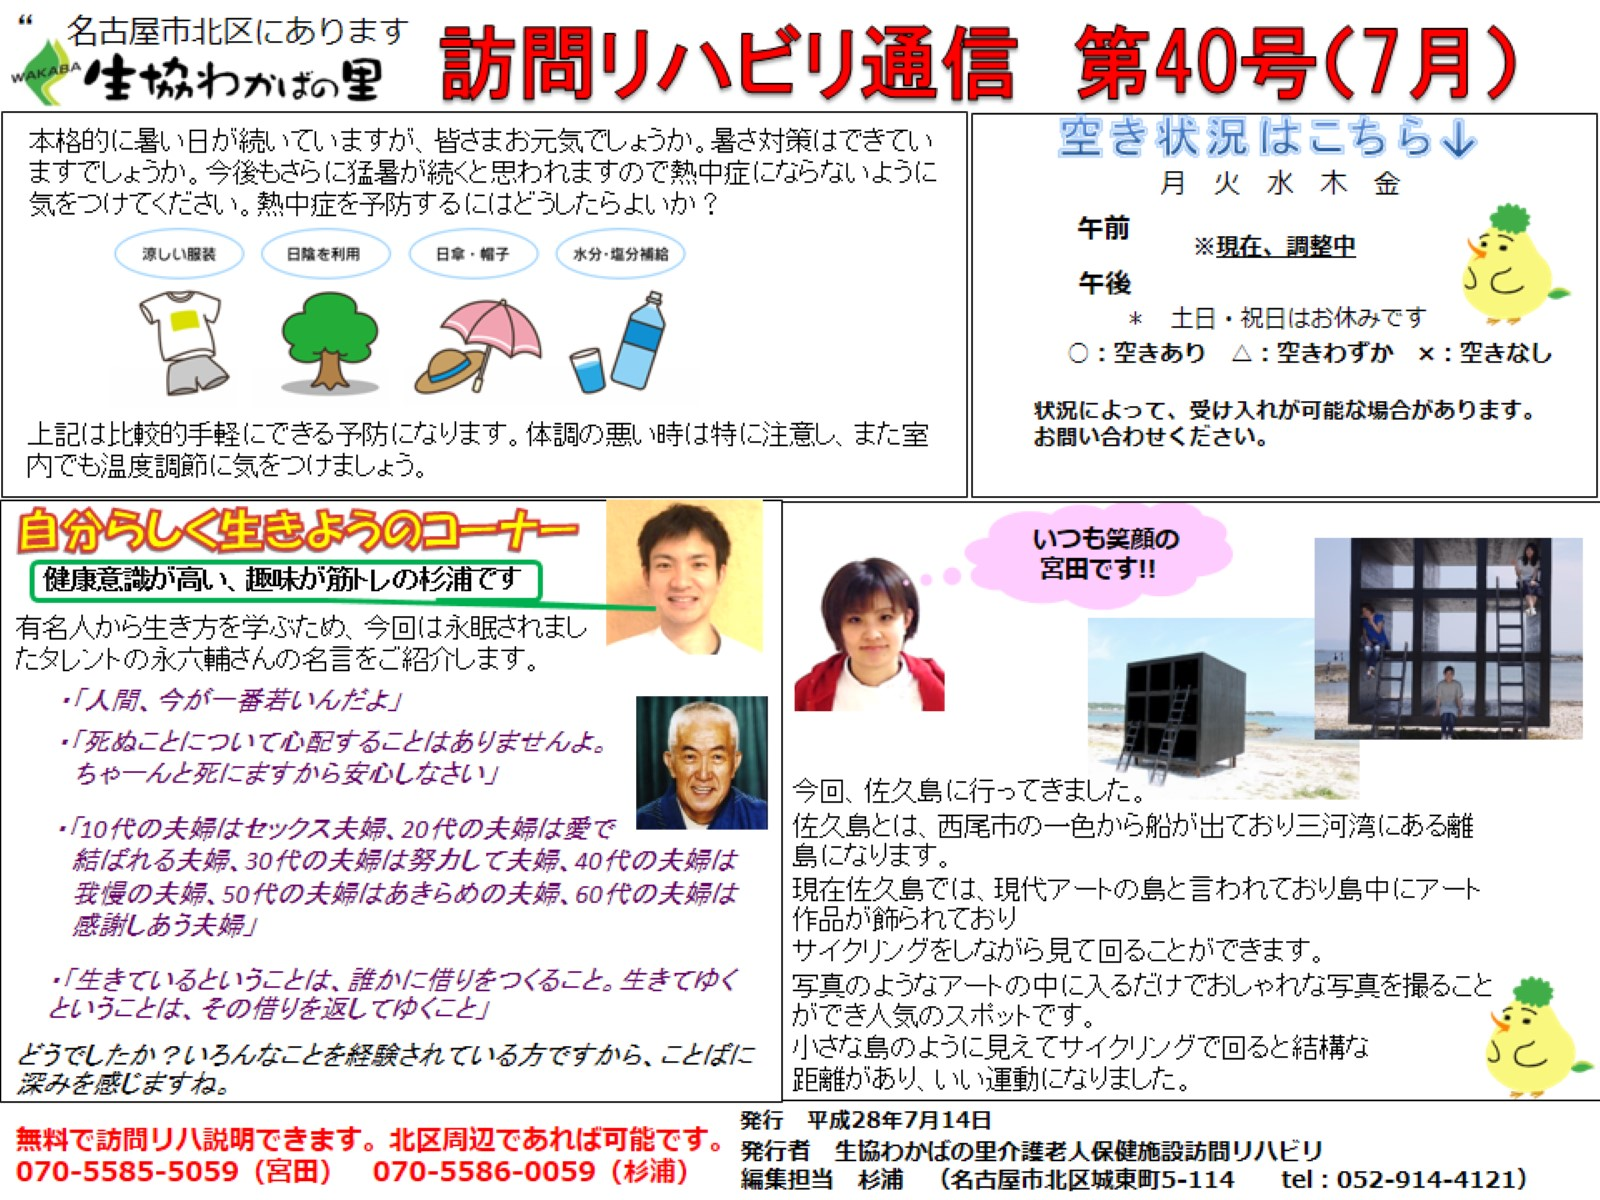 “ 名古屋市北区にあります
WAKABA 生協わかばの里
訪問リハビリ通信　第40号（7月）
本格的に暑い日が続いていますが、皆さまお元気でしょうか。暑さ対策はできてい
ますでしょうか。今後もさらに猛暑が続くと思われますので熱中症にならないように
気をつけてください。熱中症を予防するにはどうしたらよいか？
涼しい服装　日陰を利用　日傘・帽子　水分・塩分補給
上記は比較的手軽にできる予防になります。体調の悪い時は特に注意し、また室
内でも温度調節に気をつけましょう。
空き状況はこちら↓
月　火　水　木　金
午前
※現在、調整中
午後
＊　土日・祝日はお休みです
○：空きあり　△：空きわずか　×：空きなし
状況によって、受け入れが可能な場合があります。
お問い合わせください。
自分らしく生きようのコーナー
健康意識が高い、趣味が筋トレの杉浦です
有名人から生き方を学ぶため、今回は永眠されまし
たタレントの永六輔さんの名言をご紹介します。
・「人間、今が一番若いんだよ」
・「死ぬことについて心配することはありませんよ。
ちゃーんと死にますから安心しなさい」
・「10代の夫婦はセックス夫婦、20代の夫婦は愛で
結ばれる夫婦、30代の夫婦は努力して夫婦、40代の夫婦は
我慢の夫婦、50代の夫婦はあきらめの夫婦、60代の夫婦は
感謝しあう夫婦」
・「生きているということは、誰かに借りをつくること。生きてゆく
ということは、その借りを返してゆくこと」
どうでしたか？いろんなことを経験されている方ですから、ことばに
深みを感じますね。
いつも笑顔の
宮田です!!
今回、佐久島に行ってきました。
佐久島とは、西尾市の一色から船が出ており三河湾にある離
島になります。
現在佐久島では、現代アートの島と言われており島中にアート
作品が飾られており
サイクリングをしながら見て回ることができます。
写真のようなアートの中に入るだけでおしゃれな写真を撮ること
ができ人気のスポットです。
小さな島のように見えてサイクリングで回ると結構な
距離があり、いい運動になりました。
無料で訪問リハ説明できます。北区周辺であれば可能です。
070-5585-5059（宮田）　070-5586-0059（杉浦）
発行　平成28年7月14日
発行者　生協わかばの里介護老人保健施設訪問リハビリ
編集担当　杉浦　（名古屋市北区城東町5-114　　tel：052-914-4121）